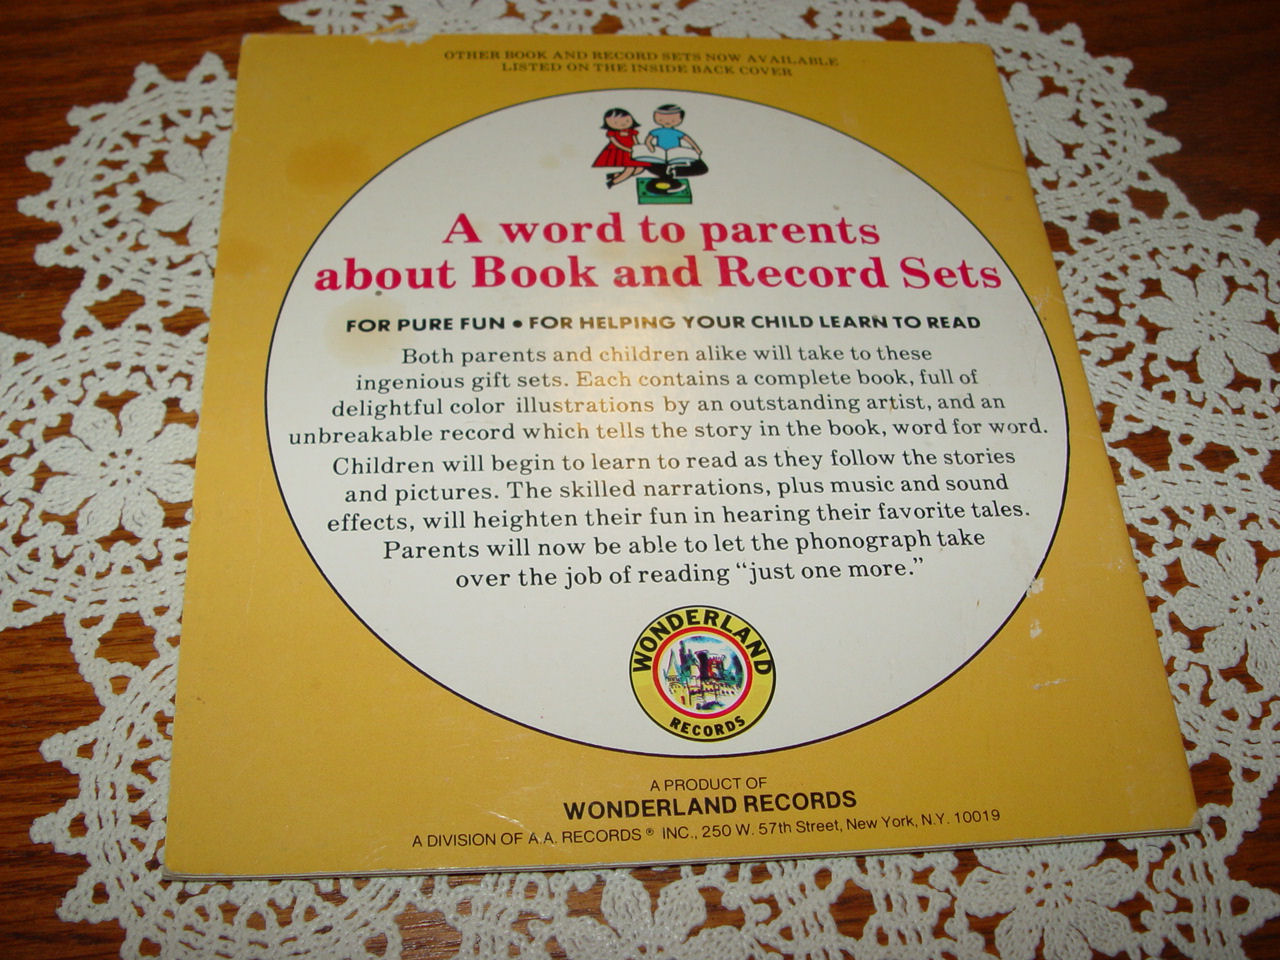 OTHER BOOK AND RECORD SETS NOW AVAILABLE
LISTED ON THE INSIDE BACK COVER
A word to parents
about Book and Record Sets
FOR PURE FUN • FOR HELPING YOUR CHILD LEARN TO READ
Both parents and children alike will take to these
ingenious gift sets. Each contains a complete book, full of
delightful color illustrations by an outstanding artist, and an
unbreakable record which tells the story in the book, word for word.
Children will begin to learn to read as they follow the stories
and pictures. The skilled narrations, plus music and sound
effects, will heighten their fun in hearing their favorite tales.
Parents will now be able to let the phonograph take
over the job of reading “just one more.”
WONDERLAND
RECORDS
A PRODUCT OF
WONDERLAND RECORDS
A DIVISION OF A.A. RECORDS® INC., 250 W. 57th Street, New York, N.Y. 10019